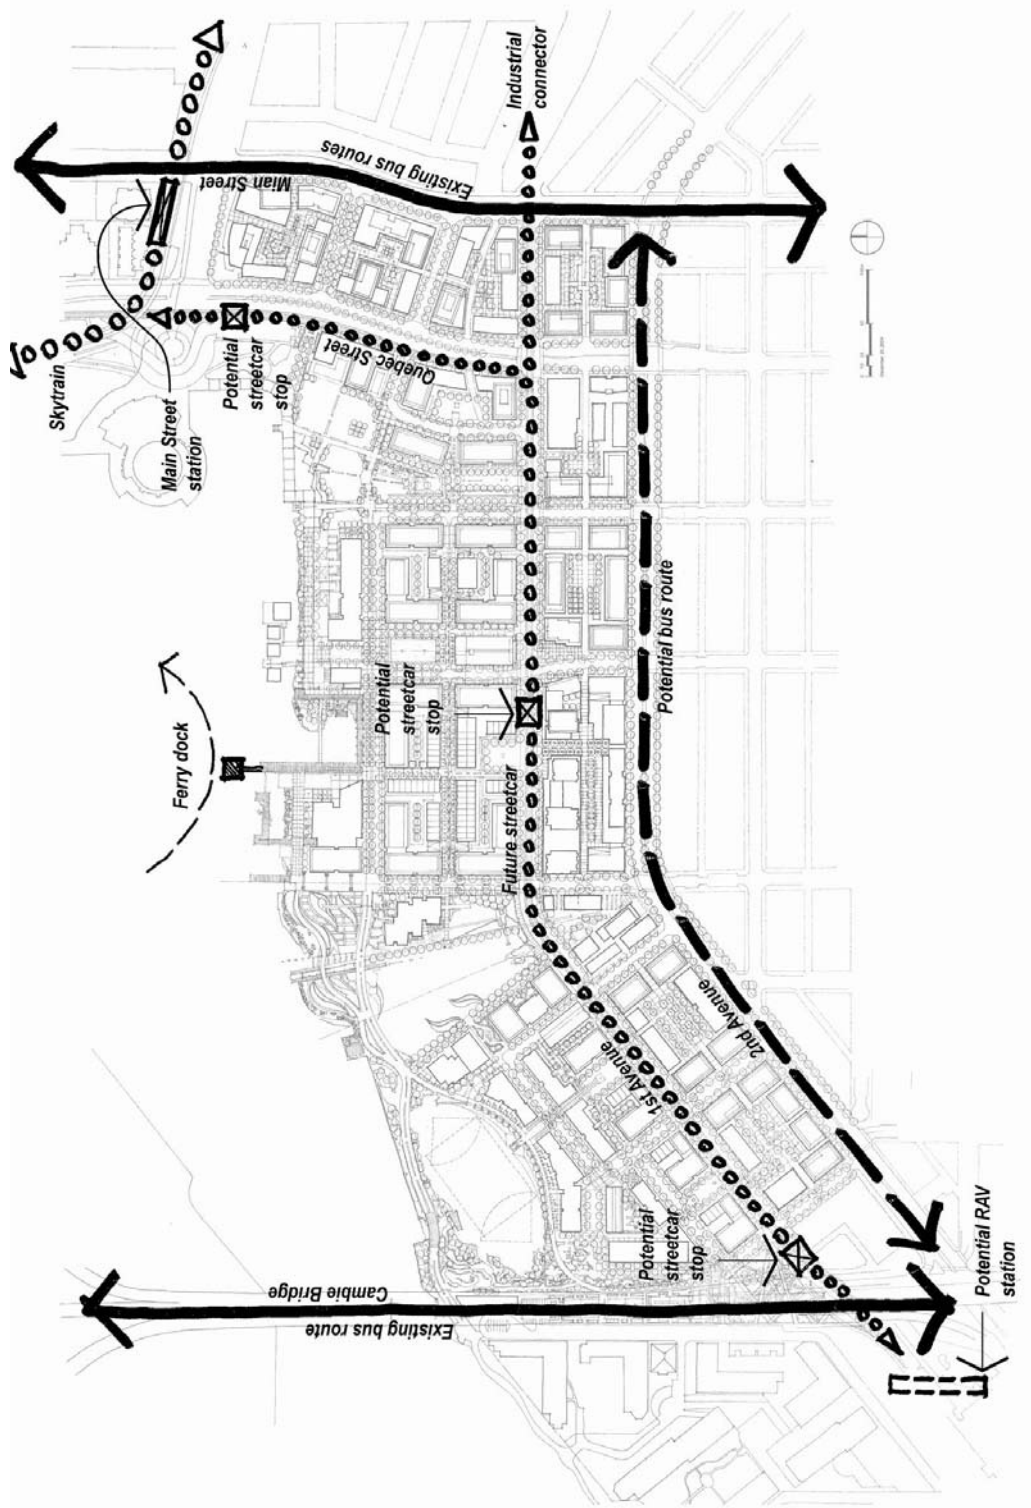 Skytrain
Main Street
station
Potential
streetcar
stop
Quebec Street
Mian Street
Existing bus routes
Industrial
connector
Ferry dock
Potential
streetcar
stop
Future streetcar
Potential bus route
1st Avenue
2nd Avenue
Potential
streetcar
stop
Cambie Bridge
Existing bus route
Potential RAV
station